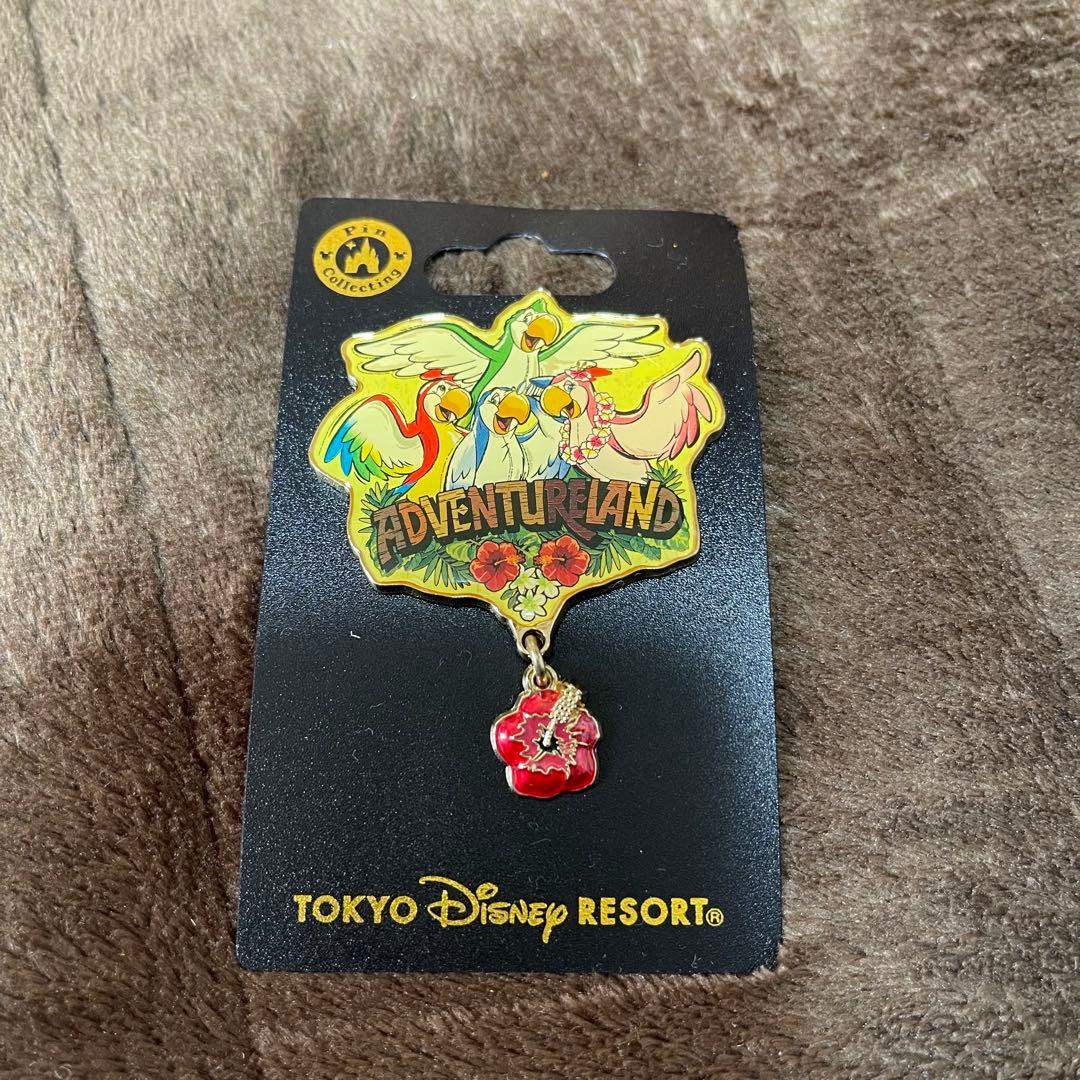 Pin
Collecting
ADVENTURELAND
TOKYO Disney RESORT®